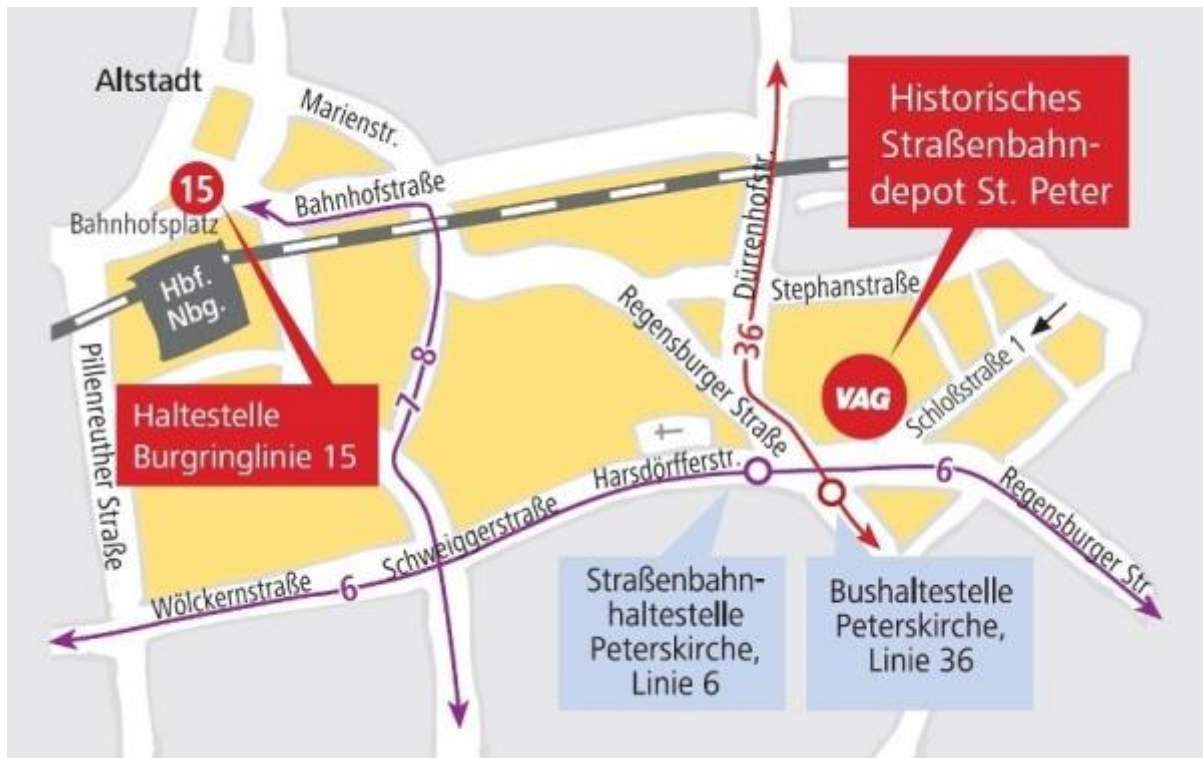 Altstadt
Marienstr.
Historisches
Straßenbahn-
depot St. Peter
15
Bahnhofstraße
Bahnhofsplatz
Hbf.
Nbg.
Dürrenhofstr.
Stephanstraße
Regensburger Straße
36
8
7
Pillenreuther Straße
Haltestelle
Burgringlinie 15
VAG
Schloßstraße 1
Harsdörfferstr.
6
Regensburger Str.
Schweiggerstraße
Wölckernstraße
6
Straßenbahn-
haltestelle
Peterskirche,
Linie 6
Bushaltestelle
Peterskirche,
Linie 36